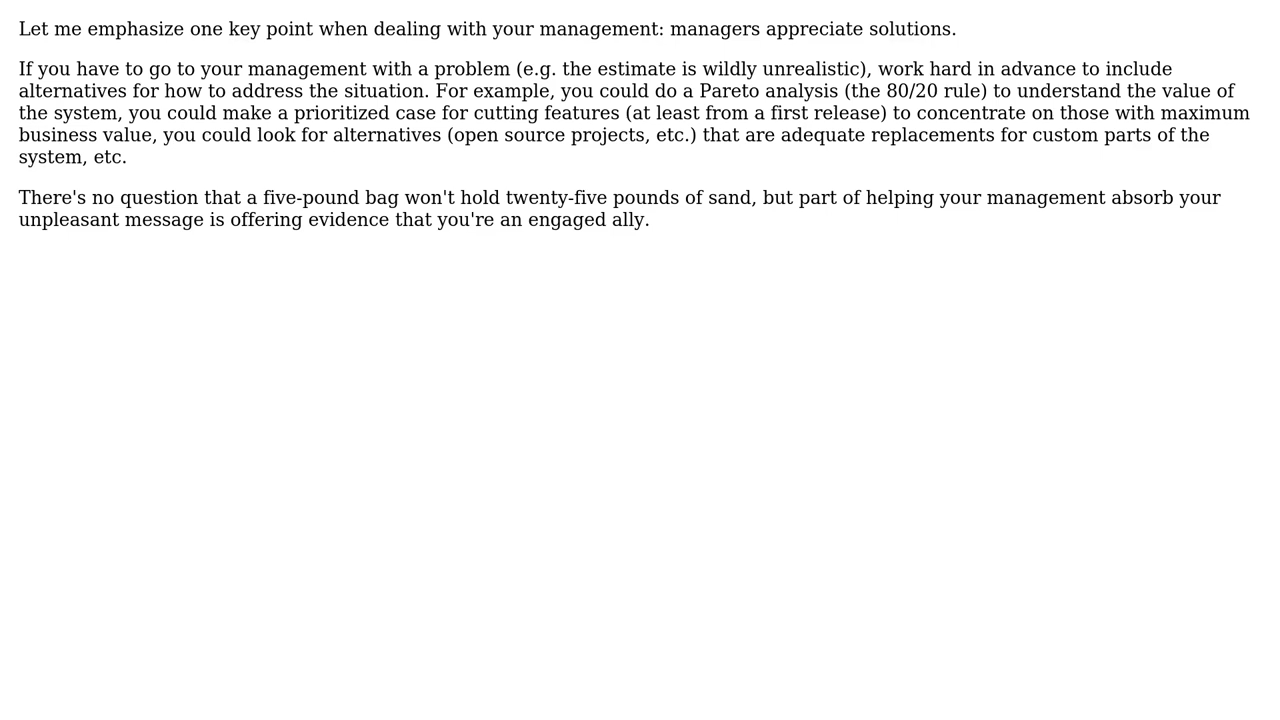 Let me emphasize one key point when dealing with your management: managers appreciate solutions.
If you have to go to your management with a problem (e.g. the estimate is wildly unrealistic), work hard in advance to include
alternatives for how to address the situation. For example, you could do a Pareto analysis (the 80/20 rule) to understand the value of
the system, you could make a prioritized case for cutting features (at least from a first release) to concentrate on those with maximum
business value, you could look for alternatives (open source projects, etc.) that are adequate replacements for custom parts of the
system, etc.
There's no question that a five-pound bag won't hold twenty-five pounds of sand, but part of helping your management absorb your
unpleasant message is offering evidence that you're an engaged ally.